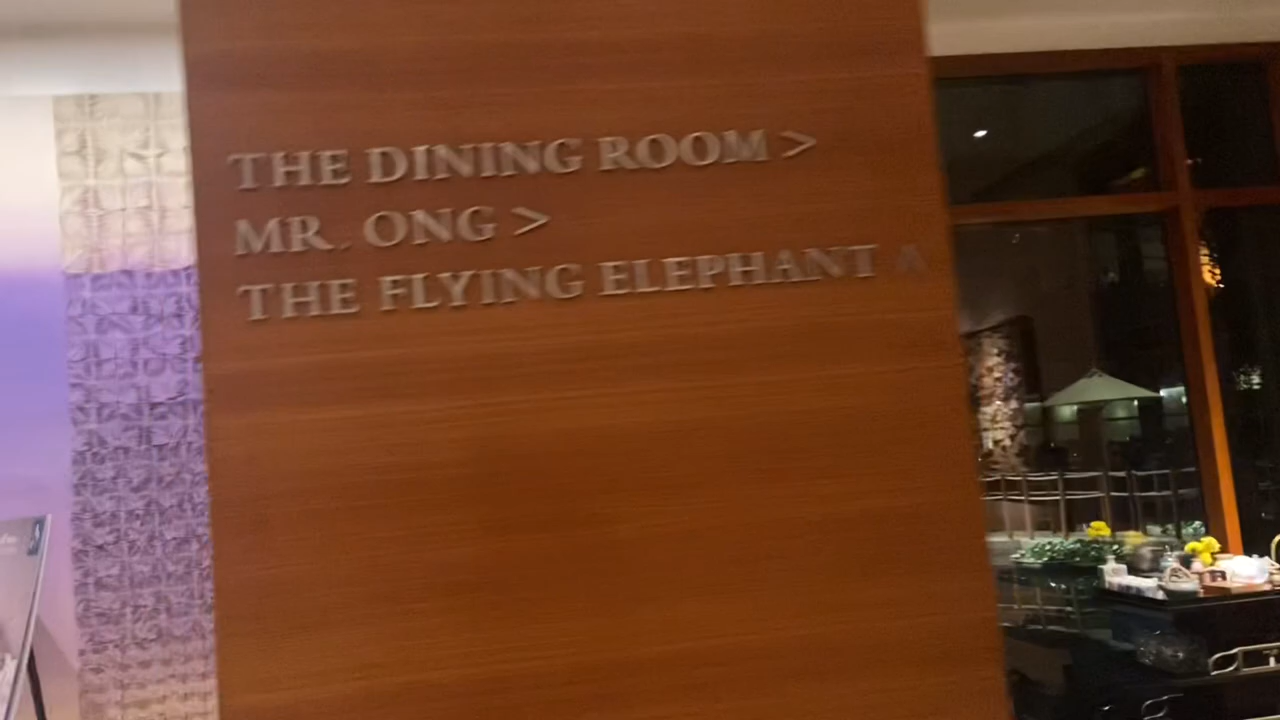 THE DINING ROOM >
MR. ONG >
THE FLYING ELEPHANT ^